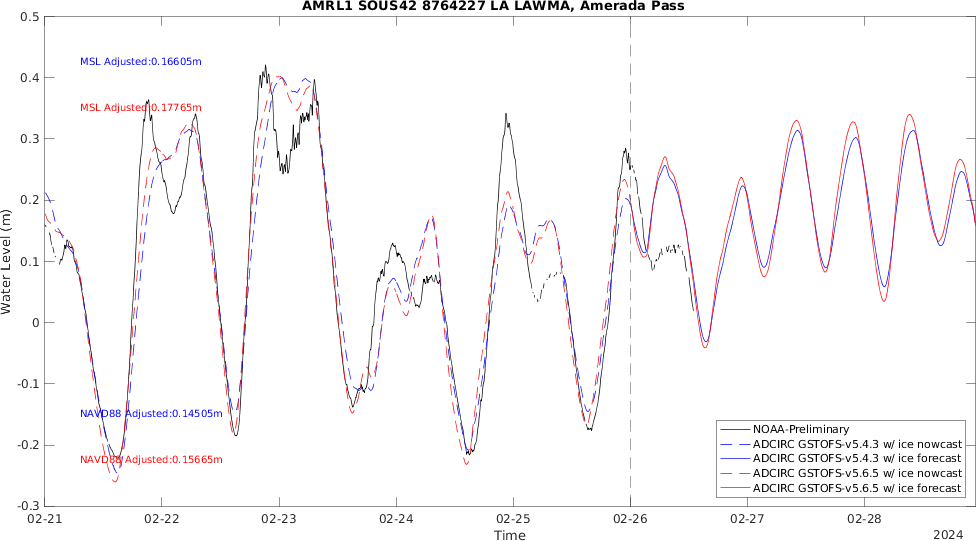 AMRL1 SOUS42 8764227 LA LAWMA, Amerada Pass
0.5
0.4
0.3
0.2
0.1
0
-0.1
-0.2
-0.3
Water Level (m)
MSL Adjusted:0.16605m
MSL Adjusted:0.17765m
NAVD88 Adjusted:0.14505m
NAVD88 Adjusted:0.15665m
NOAA-Preliminary
ADCIRC GSTOFS-v5.4.3 w/ ice nowcast
ADCIRC GSTOFS-v5.4.3 w/ ice forecast
ADCIRC GSTOFS-v5.6.5 w/ ice nowcast
ADCIRC GSTOFS-v5.6.5 w/ ice forecast
02-21 02-22 02-23 02-24 02-25 02-26 02-27 02-28
Time
2024